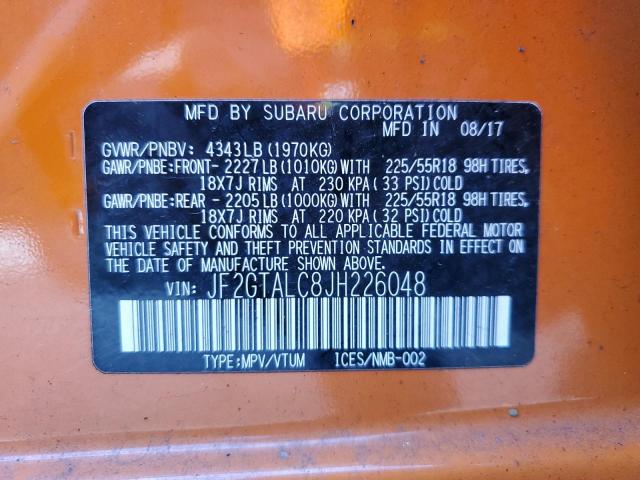 MFD BY SUBARU CORPORATION
MFD IN 08/17
GVWR/PNBV: 4343LB(1970KG)
GAWR/PNBE:FRONT-2227LB(1010KG)WITH 225/55R18 98H TIRES,
18X7J RIMS AT 230 KPA( 33 PSI)COLD
GAWR/PNBE:REAR -2205LB(1000KG)WITH 225/55R18 98H TIRES,
18X7J RIMS AT 220 KPA( 32 PSI)COLD
THIS VEHICLE CONFORMS TO ALL APPLICABLE FEDERAL MOTOR
VEHICLE SAFETY AND THEFT PREVENTION STANDARDS IN EFFECT ON
THE DATE OF MANUFACTURE SHOWN ABOVE.
VIN: JF2GTALC8JH226048
TYPE:MPV/VTUM ICES/NMB-002